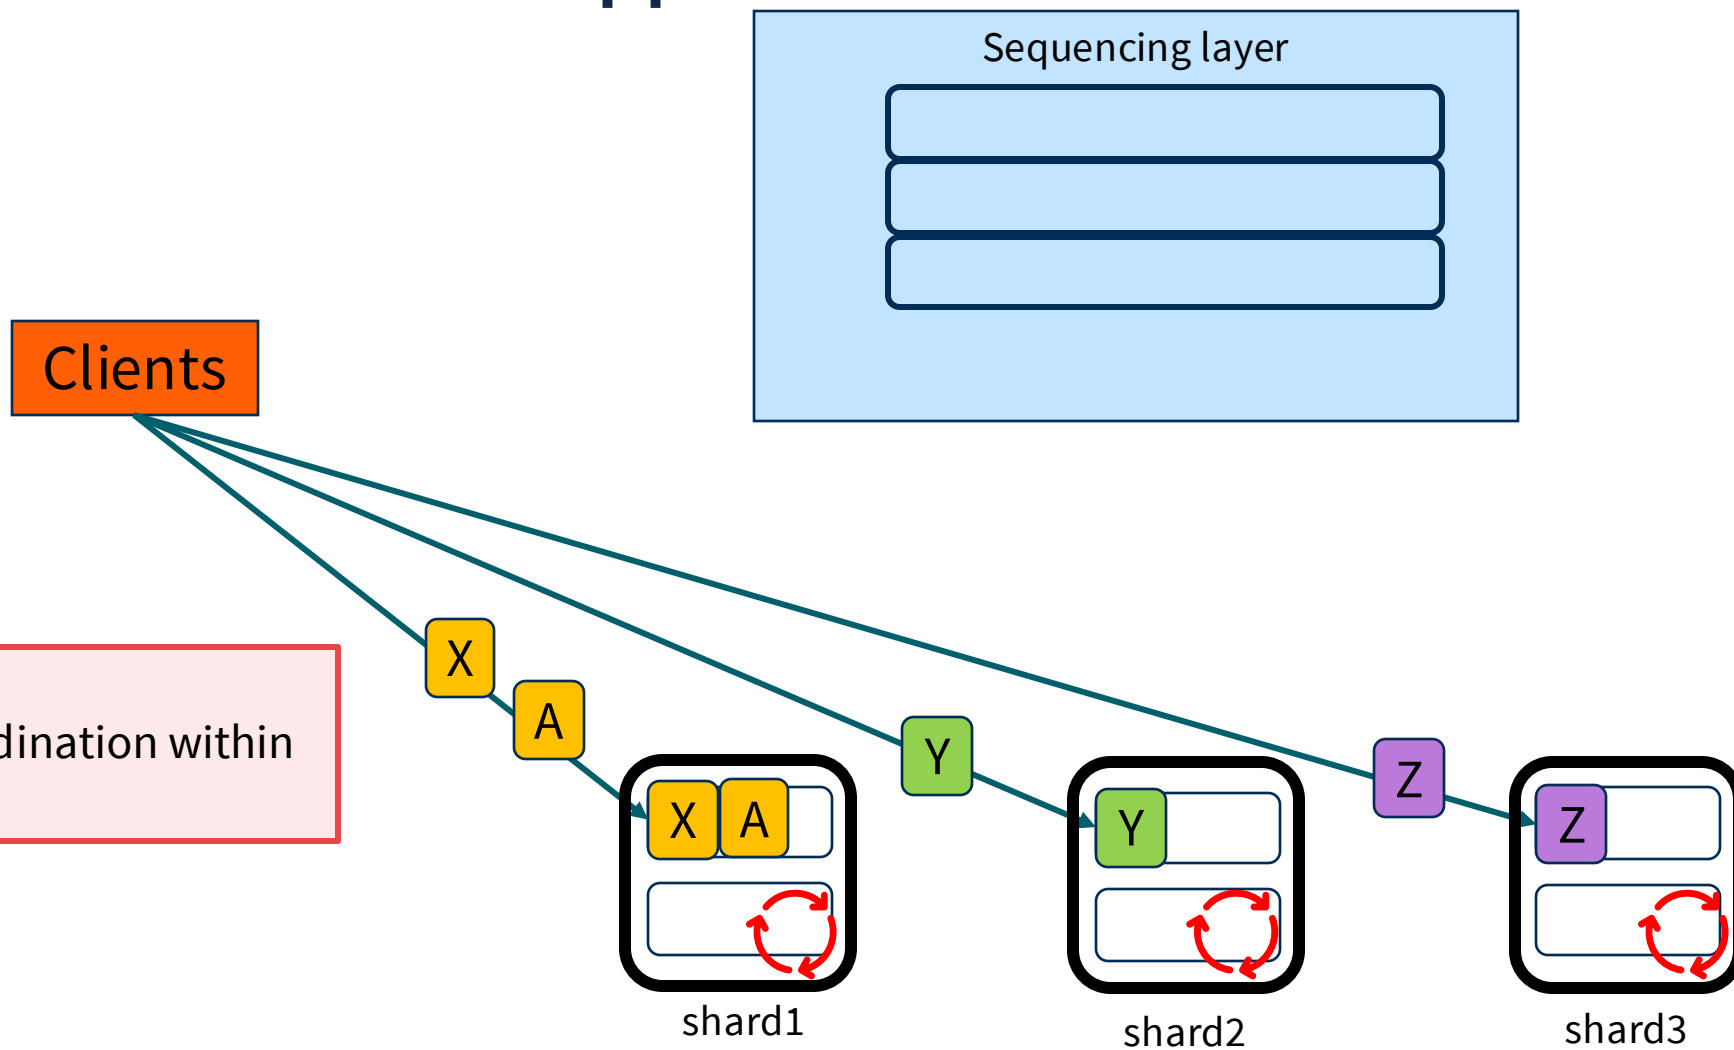 Sequencing layer
Clients
X
A
dination within
Y
Z
X A
Y
Z
shard1
shard2
shard3